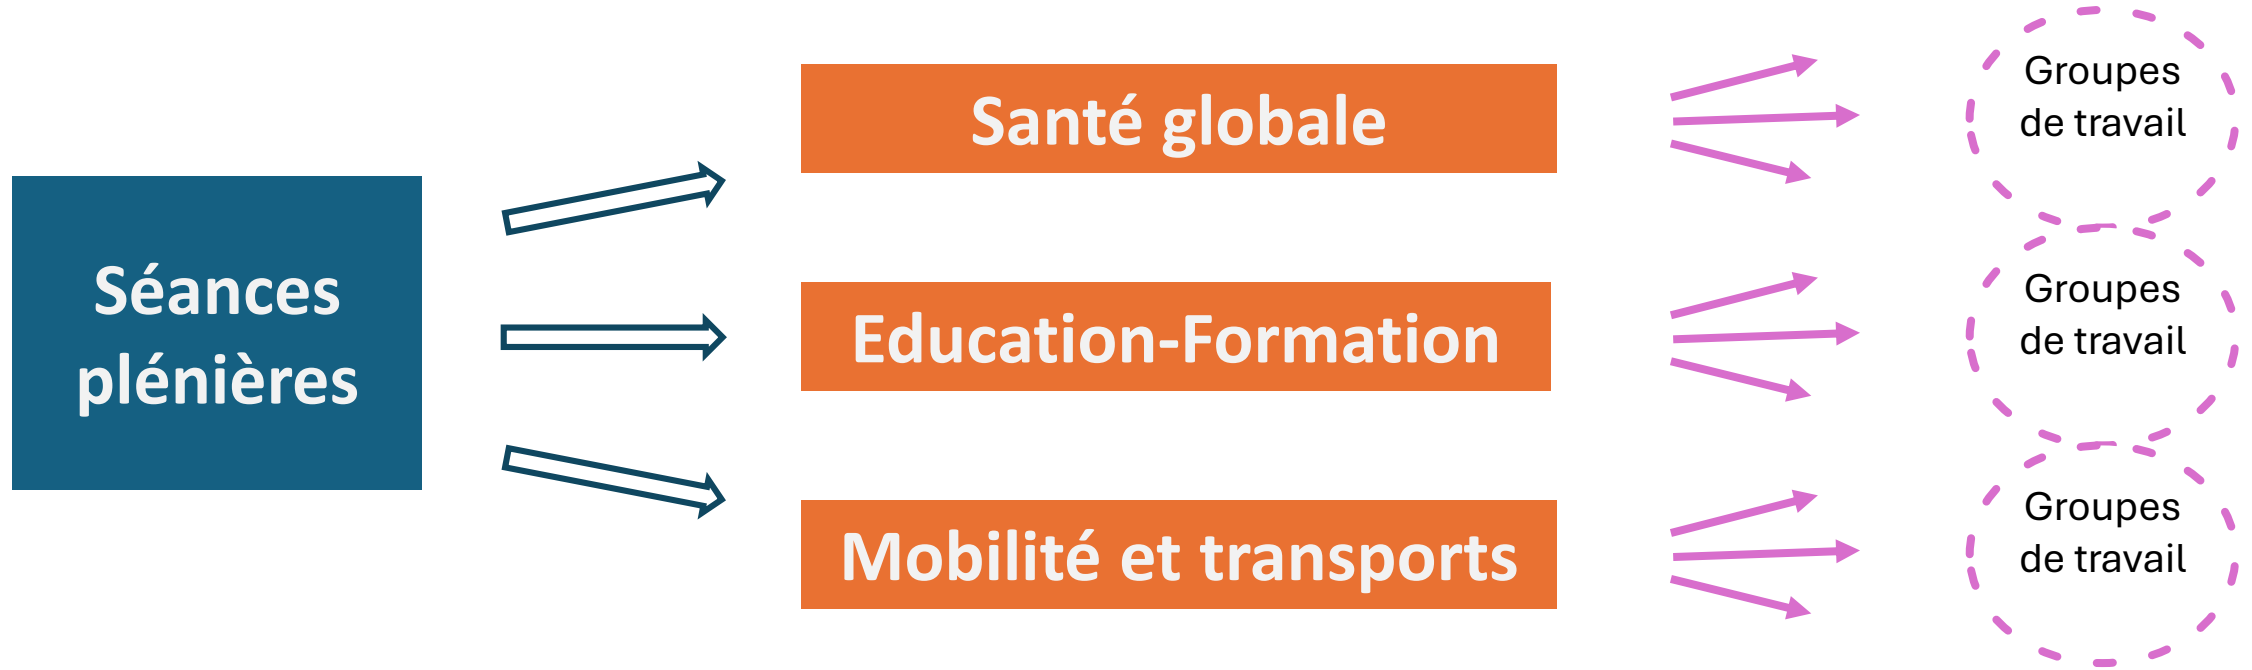 Séances
plénières
Santé globale
Groupes
de travail
Education-Formation
Groupes
de travail
Mobilité et transports
Groupes
de travail